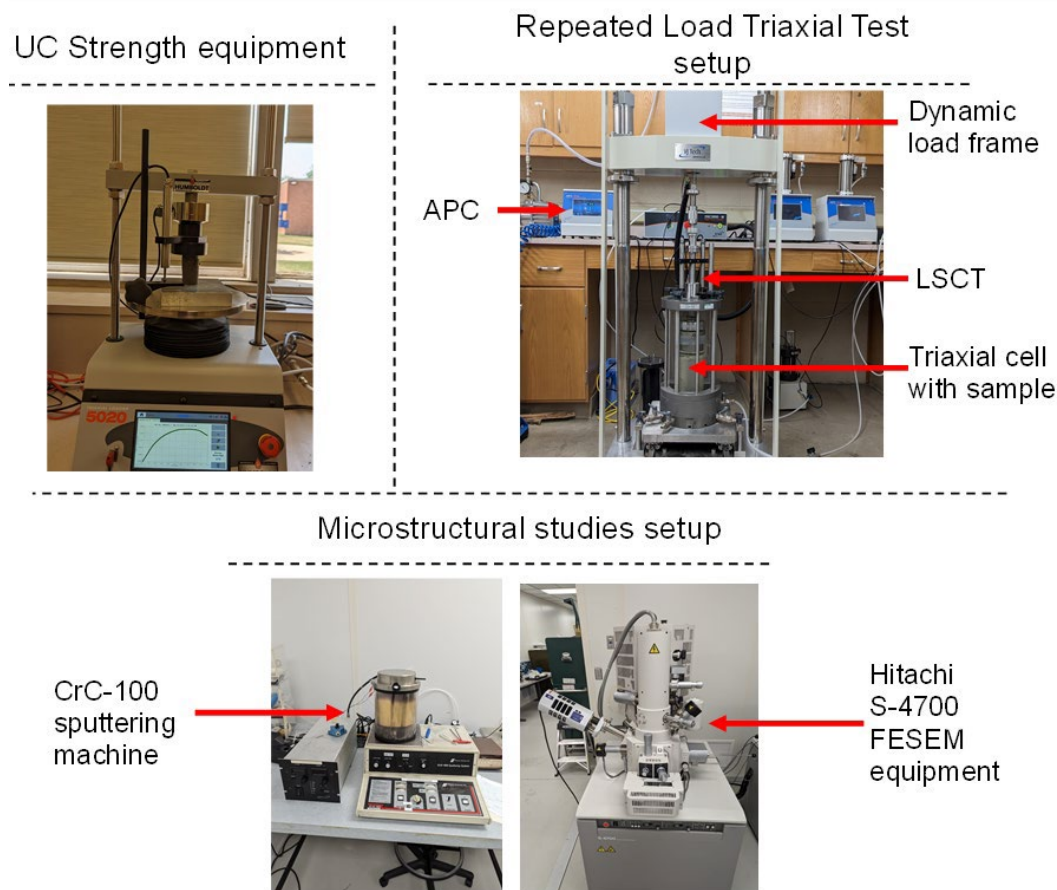 UC Strength equipment
Repeated Load Triaxial Test
setup
Dynamic
load frame
APC
LSCT
Triaxial cell
with sample
HUMBOLDT
5020
Microstructural studies setup
CrC-100
sputtering
machine
Hitachi
S-4700
FESEM
equipment